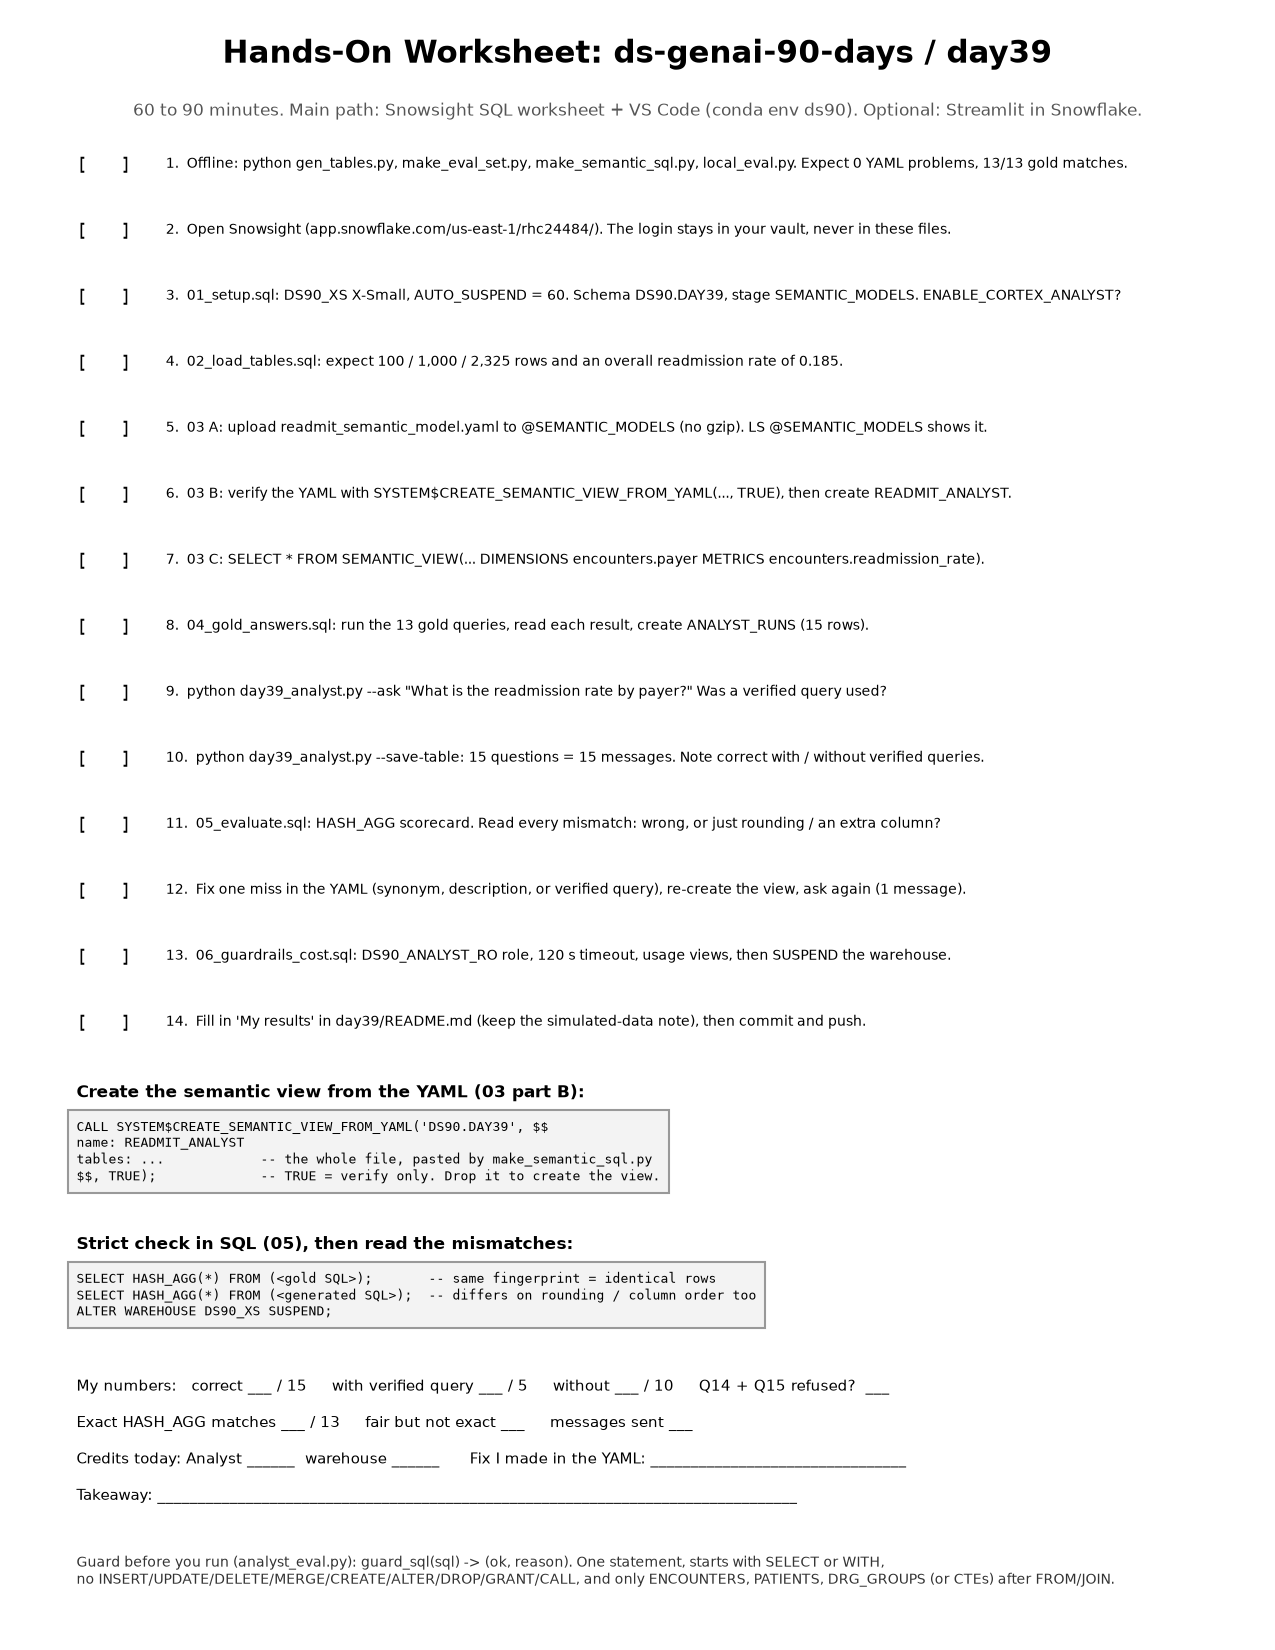 Hands-On Worksheet: ds-genai-90-days / day39
60 to 90 minutes. Main path: Snowsight SQL worksheet + VS Code (conda env ds90). Optional: Streamlit in Snowflake.
[ ] 1. Offline: python gen_tables.py, make_eval_set.py, make_semantic_sql.py, local_eval.py. Expect 0 YAML problems, 13/13 gold matches.
[ ] 2. Open Snowsight (app.snowflake.com/us-east-1/rhc24484/). The login stays in your vault, never in these files.
[ ] 3. 01_setup.sql: DS90_XS X-Small, AUTO_SUSPEND = 60. Schema DS90.DAY39, stage SEMANTIC_MODELS. ENABLE_CORTEX_ANALYST?
[ ] 4. 02_load_tables.sql: expect 100 / 1,000 / 2,325 rows and an overall readmission rate of 0.185.
[ ] 5. 03 A: upload readmit_semantic_model.yaml to @SEMANTIC_MODELS (no gzip). LS @SEMANTIC_MODELS shows it.
[ ] 6. 03 B: verify the YAML with SYSTEM$CREATE_SEMANTIC_VIEW_FROM_YAML(..., TRUE), then create READMIT_ANALYST.
[ ] 7. 03 C: SELECT * FROM SEMANTIC_VIEW(... DIMENSIONS encounters.payer METRICS encounters.readmission_rate).
[ ] 8. 04_gold_answers.sql: run the 13 gold queries, read each result, create ANALYST_RUNS (15 rows).
[ ] 9. python day39_analyst.py --ask "What is the readmission rate by payer?" Was a verified query used?
[ ] 10. python day39_analyst.py --save-table: 15 questions = 15 messages. Note correct with / without verified queries.
[ ] 11. 05_evaluate.sql: HASH_AGG scorecard. Read every mismatch: wrong, or just rounding / an extra column?
[ ] 12. Fix one miss in the YAML (synonym, description, or verified query), re-create the view, ask again (1 message).
[ ] 13. 06_guardrails_cost.sql: DS90_ANALYST_RO role, 120 s timeout, usage views, then SUSPEND the warehouse.
[ ] 14. Fill in 'My results' in day39/README.md (keep the simulated-data note), then commit and push.
Create the semantic view from the YAML (03 part B):
CALL SYSTEM$CREATE_SEMANTIC_VIEW_FROM_YAML('DS90.DAY39', $$
name: READMIT_ANALYST
tables: ... -- the whole file, pasted by make_semantic_sql.py
$$, TRUE); -- TRUE = verify only. Drop it to create the view.
Strict check in SQL (05), then read the mismatches:
SELECT HASH_AGG(*) FROM (<gold SQL>); -- same fingerprint = identical rows
SELECT HASH_AGG(*) FROM (<generated SQL>); -- differs on rounding / column order too
ALTER WAREHOUSE DS90_XS SUSPEND;
My numbers: correct ___ / 15 with verified query ___ / 5 without ___ / 10 Q14 + Q15 refused? ___
Exact HASH_AGG matches ___ / 13 fair but not exact ___ messages sent ___
Credits today: Analyst ______ warehouse ______ Fix I made in the YAML: ________________________________
Takeaway: ________________________________________________________________________________
Guard before you run (analyst_eval.py): guard_sql(sql) -> (ok, reason). One statement, starts with SELECT or WITH,
no INSERT/UPDATE/DELETE/MERGE/CREATE/ALTER/DROP/GRANT/CALL, and only ENCOUNTERS, PATIENTS, DRG_GROUPS (or CTEs) after FROM/JOIN.